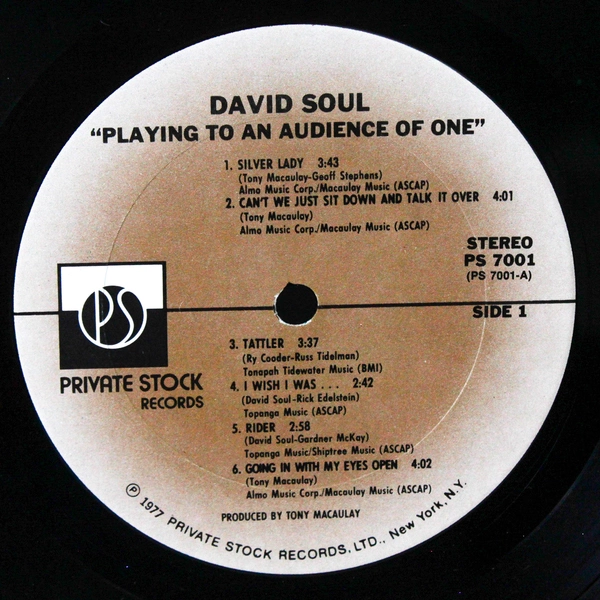 DAVID SOUL
"PLAYING TO AN AUDIENCE OF ONE"
1. SILVER LADY 3:43
(Tony Macaulay-Geoff Stephens)
Almo Music Corp./Macaulay Music (ASCAP)
2. CAN'T WE JUST SIT DOWN AND TALK IT OVER 4:01
(Tony Macaulay)
Almo Music Corp./Macaulay Music (ASCAP)
STEREO
PS 7001
(PS 7001-A)
SIDE 1
PS
PRIVATE STOCK
RECORDS
3. TATTLER 3:37
(Ry Cooder-Russ Tidelman)
Tonapah Tidewater Music (BMI)
4. I WISH I WAS . . . 2:42
(David Soul-Rick Edelstein)
Topanga Music (ASCAP)
5. RIDER 2:58
(David Soul-Gardner McKay)
Topanga Music/Shiptree Music (ASCAP)
6. GOING IN WITH MY EYES OPEN 4:02
(Tony Macaulay)
Almo Music Corp./Macaulay Music (ASCAP)
PRODUCED BY TONY MACAULAY
℗ 1977 PRIVATE STOCK RECORDS, LTD., New York, N.Y.